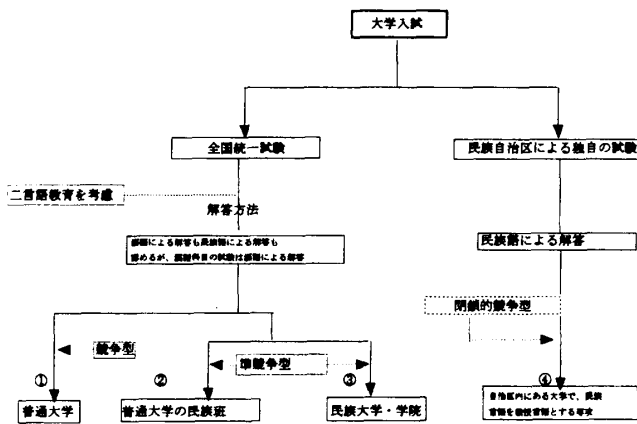 大学入試
全国統一試験
民族自治区による独自の試験
二言語教育を考慮
解答方法
漢語による解答も民族語による解答も
認めるが、漢語科目の試験は漢語による解答
民族語による解答
閉鎖的競争型
競争型
準競争型
① ② ③ ④
普通大学
普通大学の民族班
民族大学・学院
自治区内にある大学で、民族
言語を教授言語とする専攻